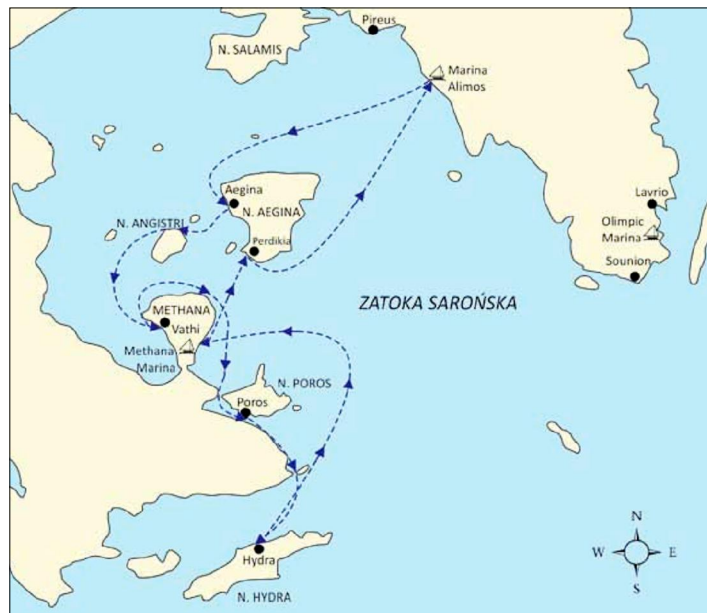 Pireus
N. SALAMIS
Marina
Alimos
Aegina
N. AEGINA
Lavrio
N. ANGISTRI
Olimpic
Marina
Perdikia
Sounion
METHANA
Vathi
ZATOKA SAROŃSKA
Methana
Marina
N. POROS
Poros
N
W
E
S
Hydra
N. HYDRA